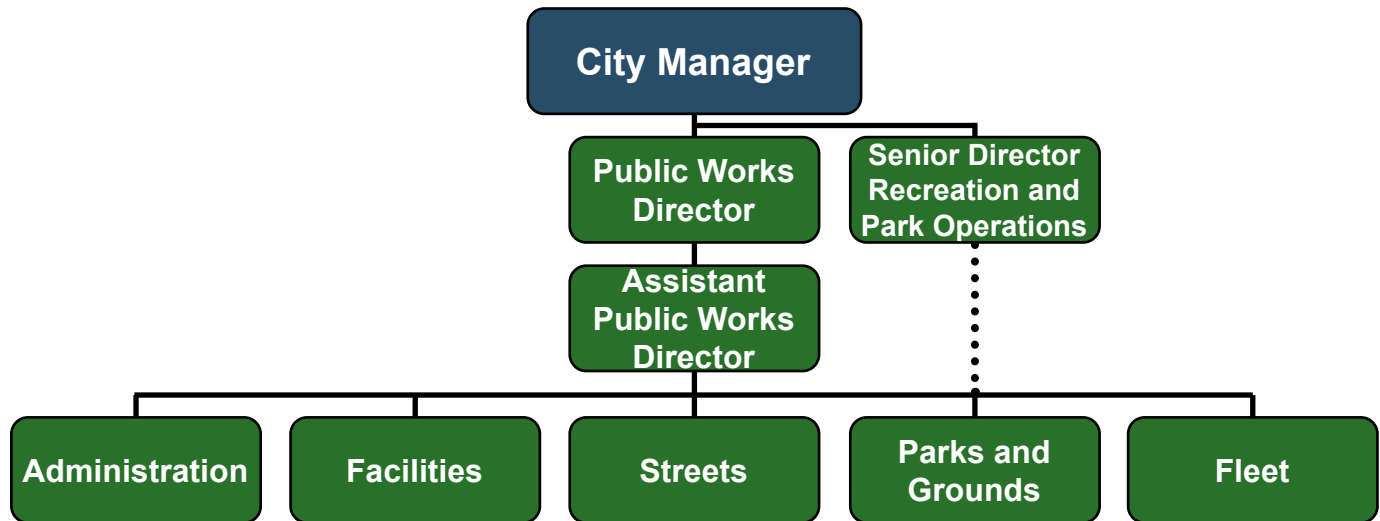 City Manager
Public Works
Director
Senior Director
Recreation and
Park Operations
Assistant
Public Works
Director
Administration
Facilities
Streets
Parks and
Grounds
Fleet